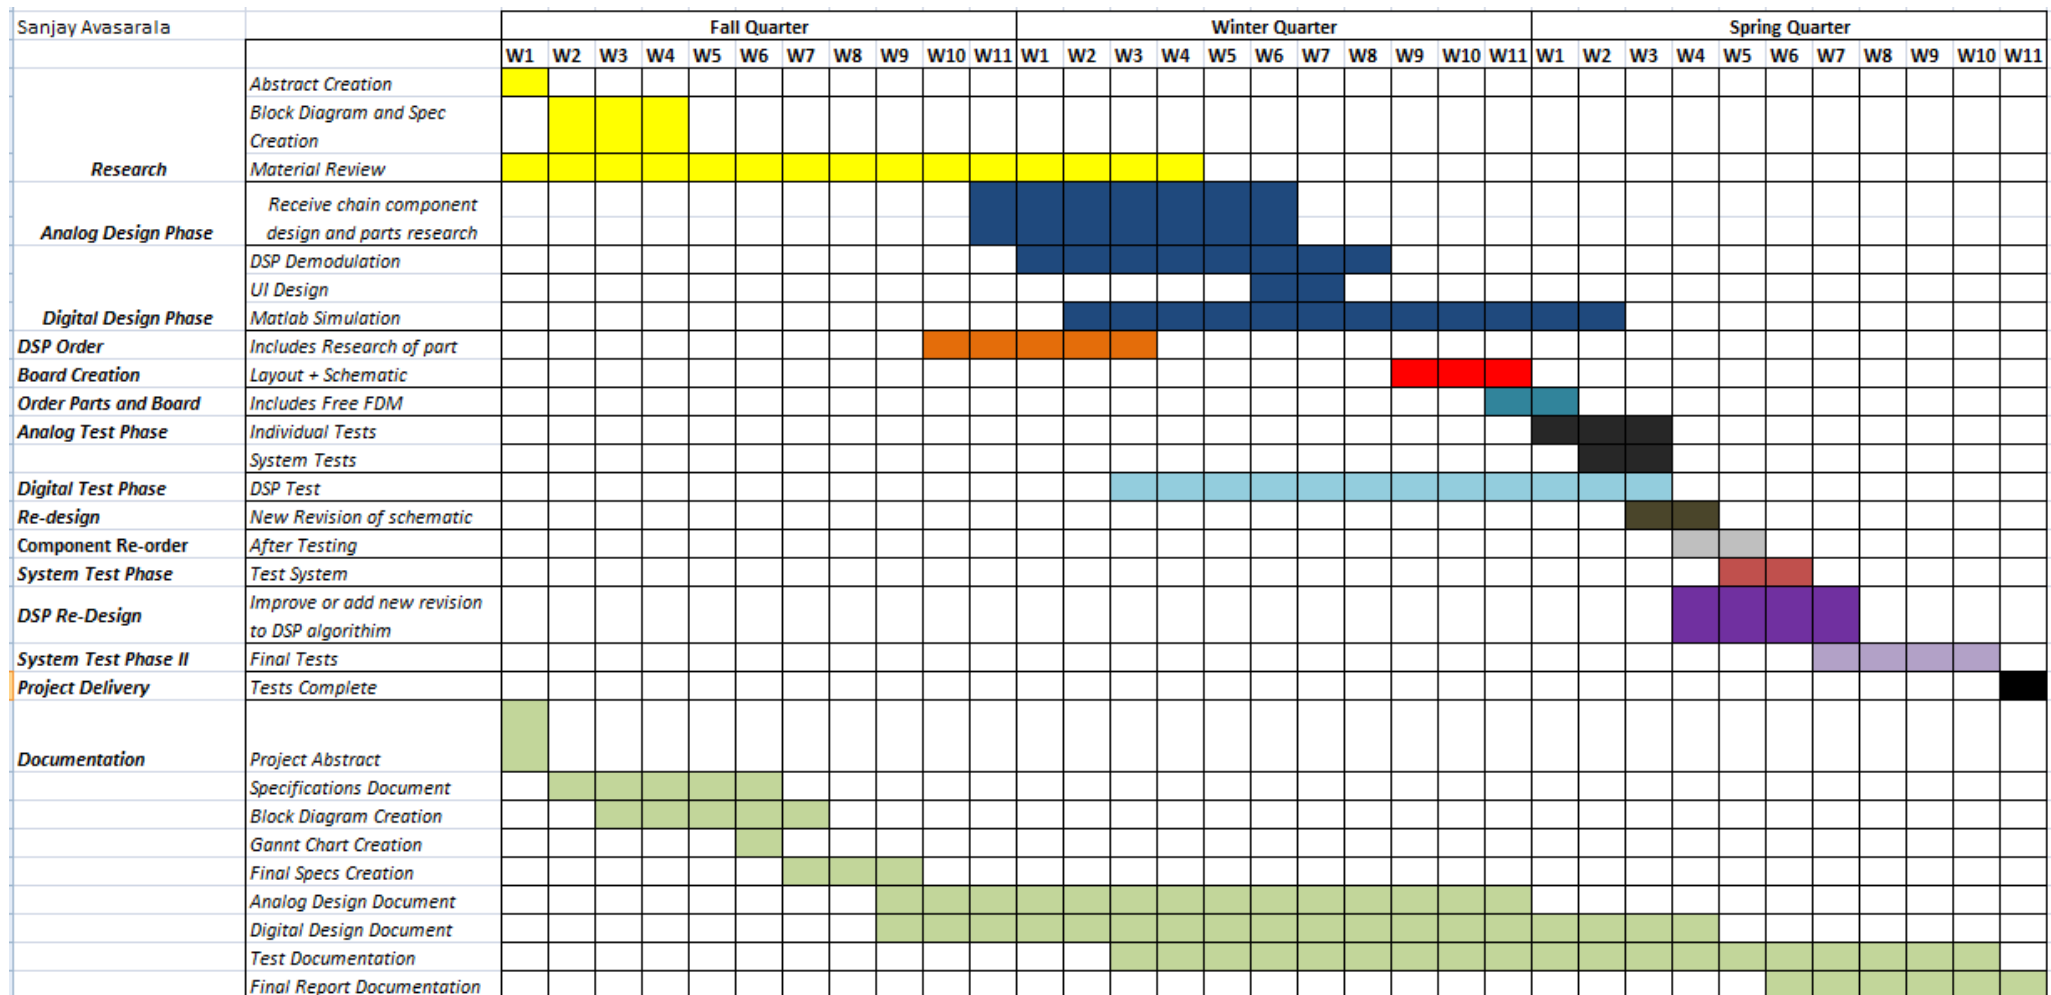 Sanjay Avasarala Fall Quarter Winter Quarter Spring Quarter
W1 W2 W3 W4 W5 W6 W7 W8 W9 W10 W11 W1 W2 W3 W4 W5 W6 W7 W8 W9 W10 W11 W1 W2 W3 W4 W5 W6 W7 W8 W9 W10 W11
Abstract Creation
Block Diagram and Spec
Creation
Research Material Review
Receive chain component
Analog Design Phase design and parts research
DSP Demodulation
UI Design
Digital Design Phase Matlab Simulation
DSP Order Includes Research of part
Board Creation Layout + Schematic
Order Parts and Board Includes Free FDM
Analog Test Phase Individual Tests
System Tests
Digital Test Phase DSP Test
Re-design New Revision of schematic
Component Re-order After Testing
System Test Phase Test System
Improve or add new revision
DSP Re-Design
to DSP algorithim
System Test Phase II Final Tests
Project Delivery Tests Complete
Documentation Project Abstract
Specifications Document
Block Diagram Creation
Gannt Chart Creation
Final Specs Creation
Analog Design Document
Digital Design Document
Test Documentation
Final Report Documentation